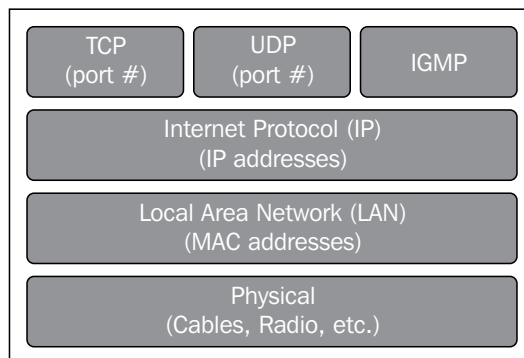 TCP
(port #)
UDP
(port #)
IGMP
Internet Protocol (IP)
(IP addresses)
Local Area Network (LAN)
(MAC addresses)
Physical
(Cables, Radio, etc.)